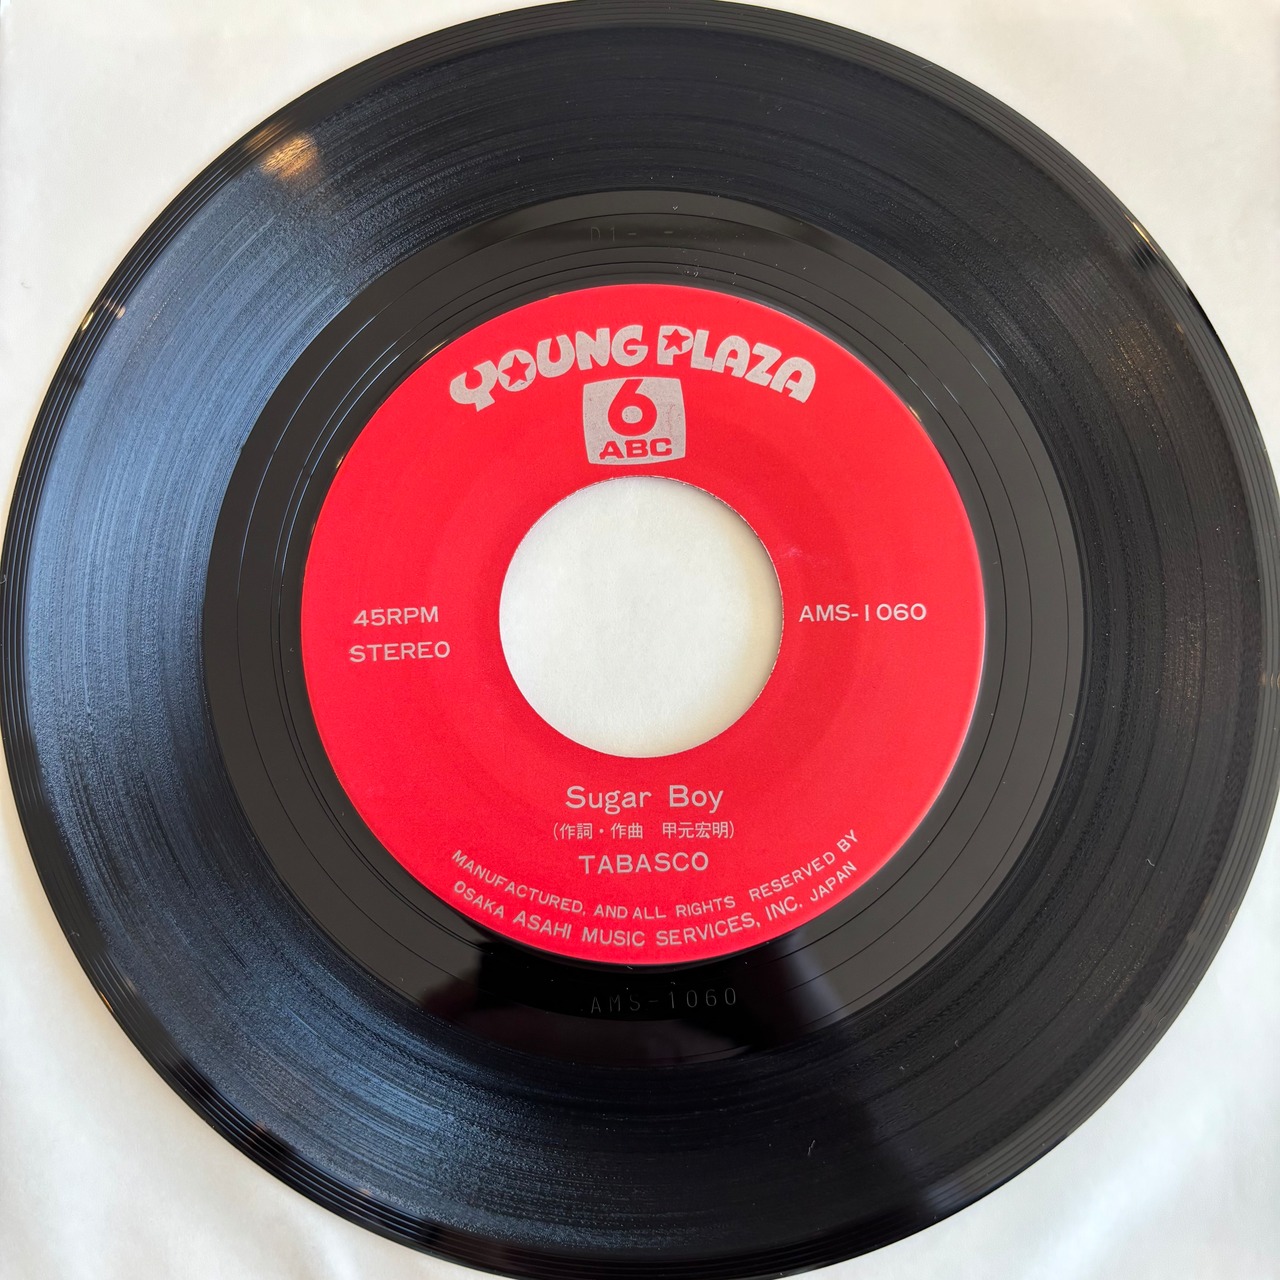 YOUNG PLAZA
6
ABC
45RPM
STEREO
AMS-1060
Sugar Boy
(作詞・作曲 甲元宏明)
TABASCO
MANUFACTURED, AND ALL RIGHTS RESERVED BY
OSAKA ASAHI MUSIC SERVICES, INC. JAPAN
AMS-1060